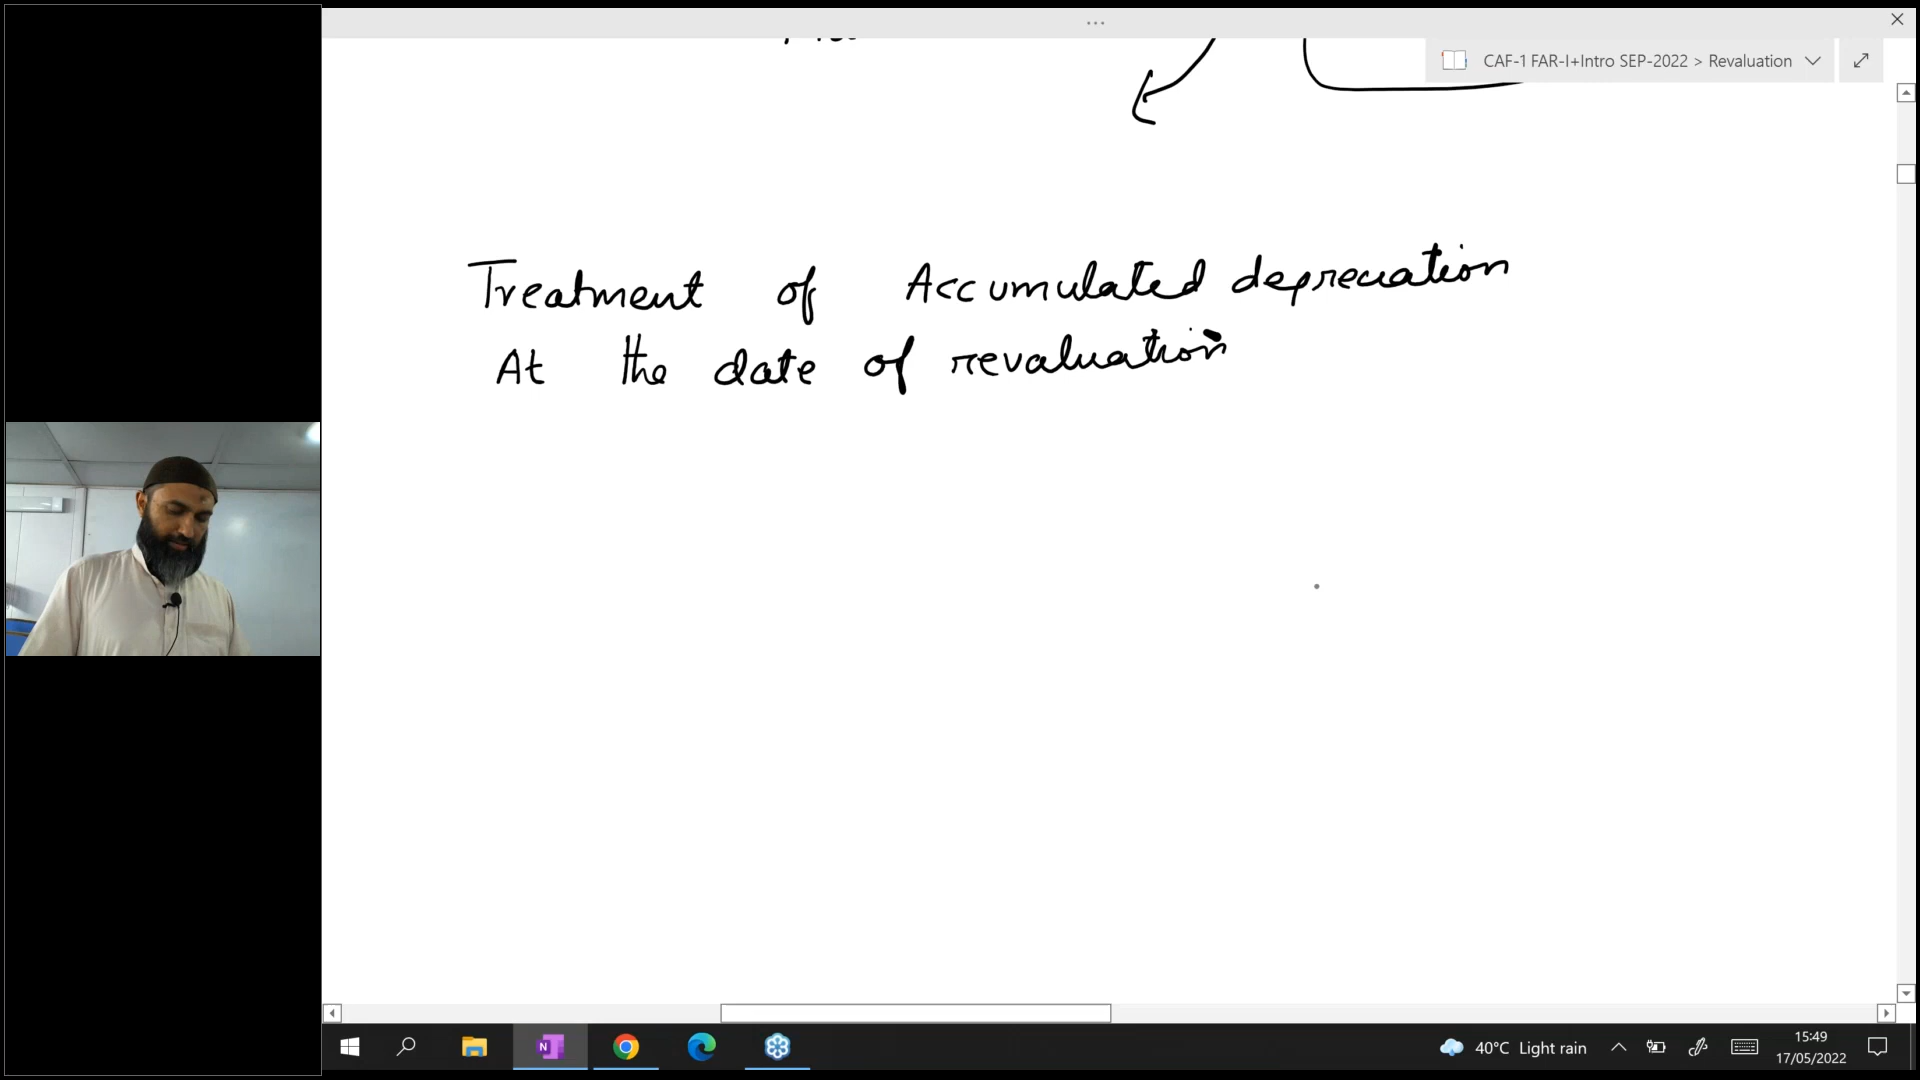 CAF-1 FAR-I+Intro SEP-2022 > Revaluation
Treatment of Accumulated depreciation
At the date of revaluation
40°C Light rain
15:49
17/05/2022